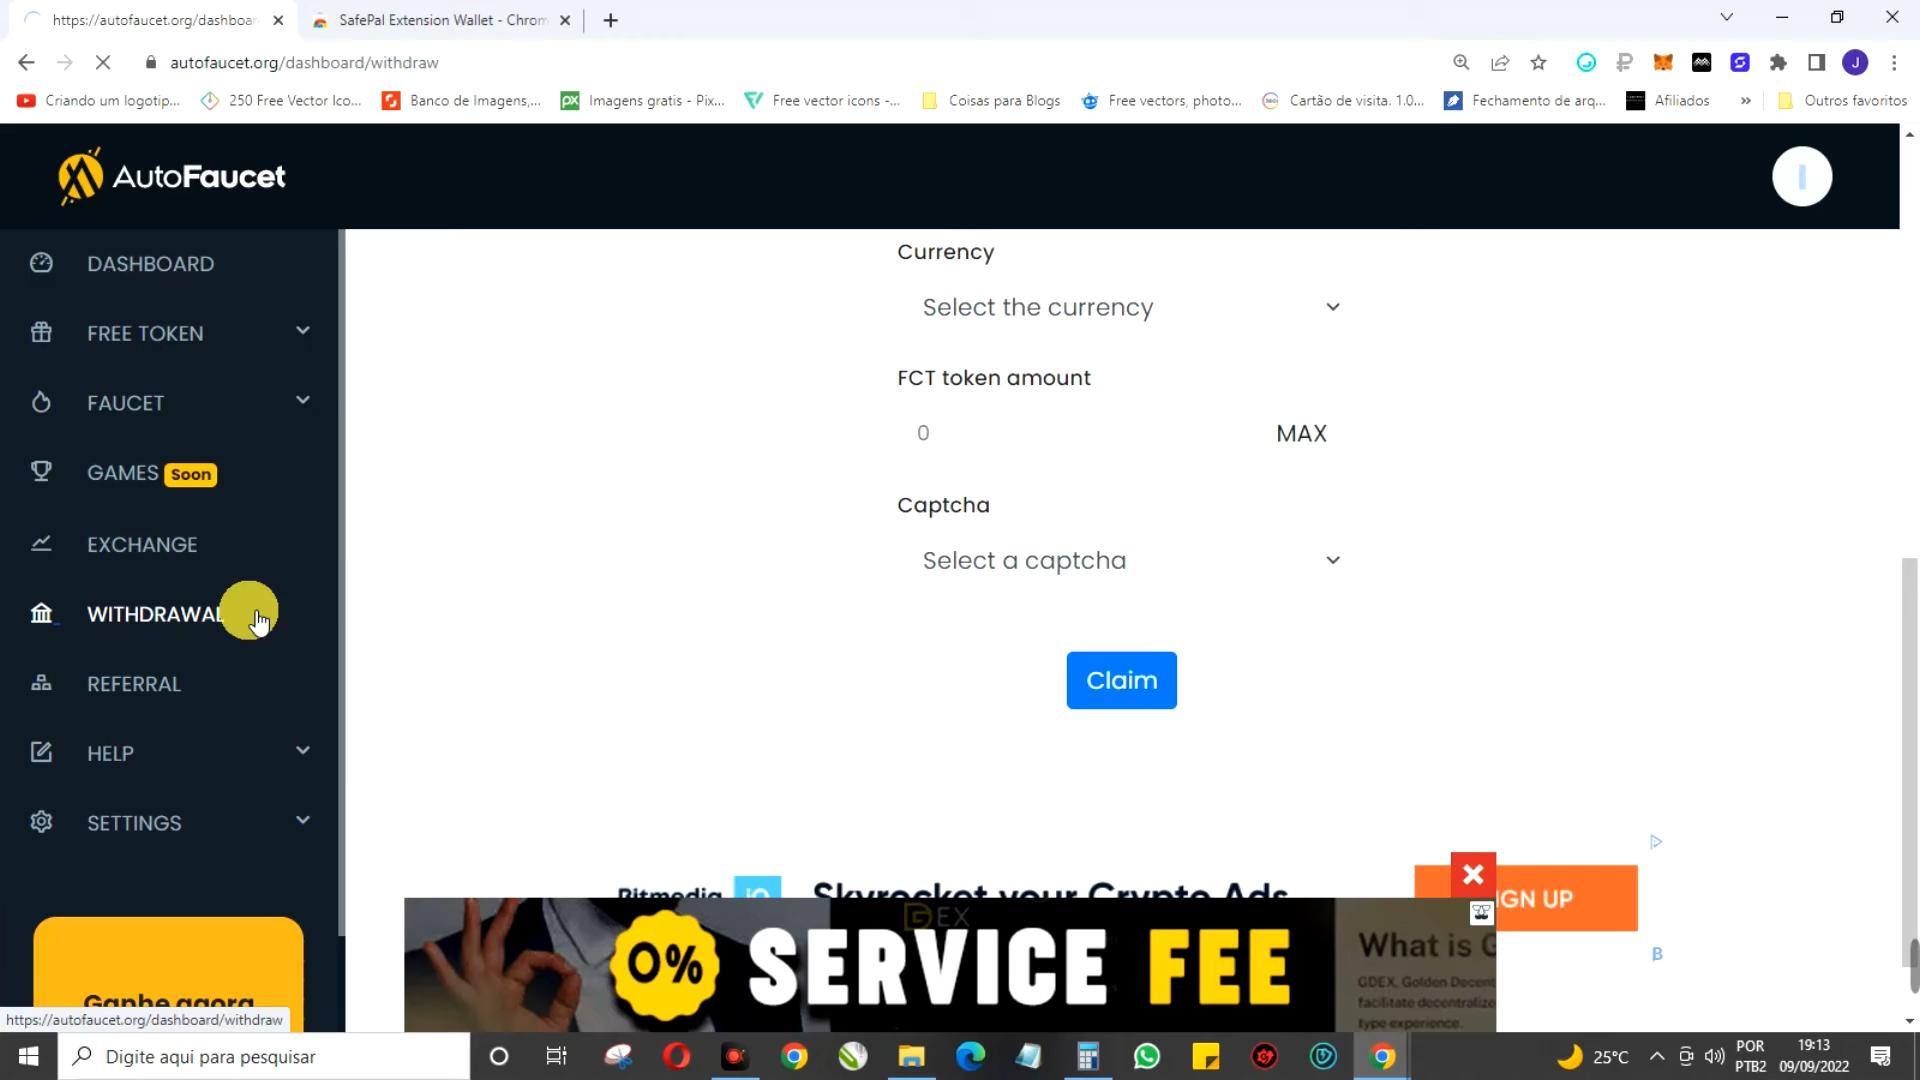 https://autofaucet.org/dashboar
SafePal Extension Wallet - Chrom
autofaucet.org/dashboard/withdraw
J
Criando um logotip...
250 Free Vector Ico...
Banco de Imagens,...
px
Imagens gratis - Pix...
Free vector icons -...
Coisas para Blogs
Free vectors, photo...
Cartão de visita. 1.0...
Fechamento de arq...
Afiliados
Outros favoritos
AutoFaucet
DASHBOARD
FREE TOKEN
FAUCET
GAMES Soon
EXCHANGE
WITHDRAWAL
REFERRAL
HELP
SETTINGS
Ganhe agora
Currency
Select the currency
FCT token amount
0
MAX
Captcha
Select a captcha
Claim
Bitmedia iO
Skyrocket your Crypto Ads
IGN UP
B
0% SERVICE FEE
What is G
GDEX, Golden Decent
facilitate decentralize
type experience.
https://autofaucet.org/dashboard/withdraw
Digite aqui para pesquisar
25°C
POR
PTB2
19:13
09/09/2022